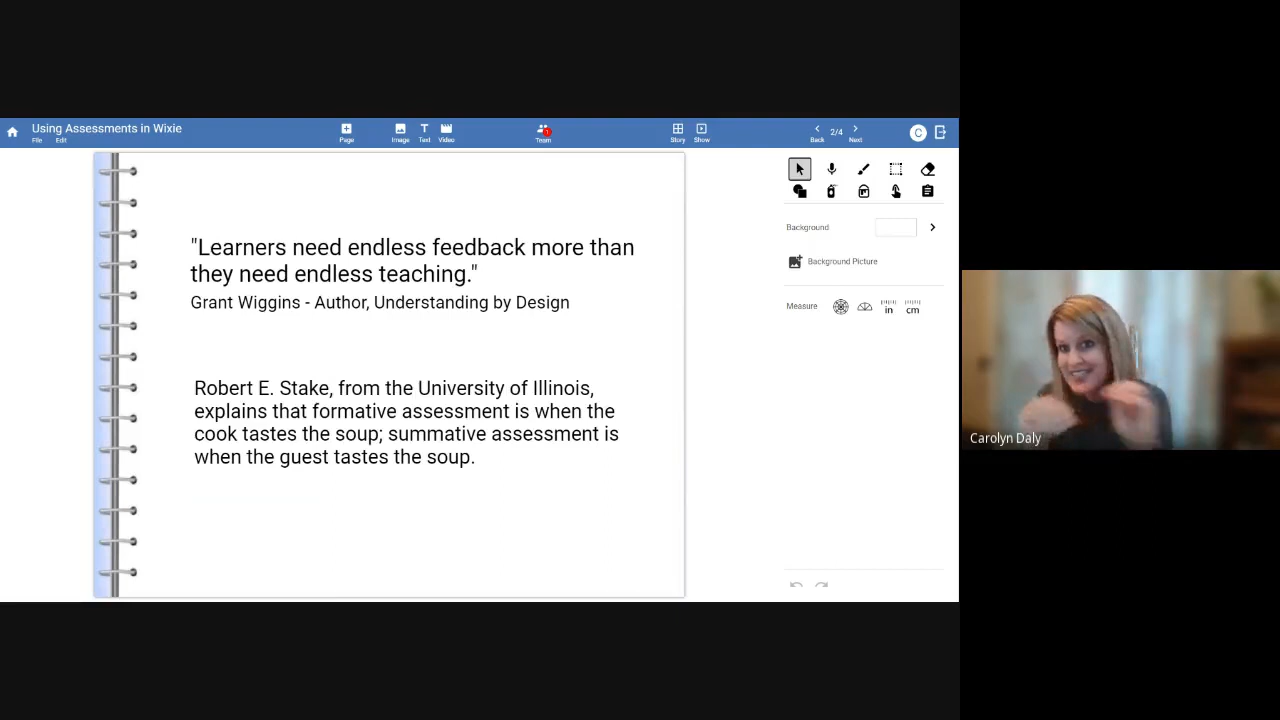 Using Assessments in Wixie
File Edit
Page
Image Text Video
Team
Story Show
Back 2/4 Next
C
"Learners need endless feedback more than
they need endless teaching."
Grant Wiggins - Author, Understanding by Design
Robert E. Stake, from the University of Illinois,
explains that formative assessment is when the
cook tastes the soup; summative assessment is
when the guest tastes the soup.
Background
Background Picture
Measure in cm
Carolyn Daly